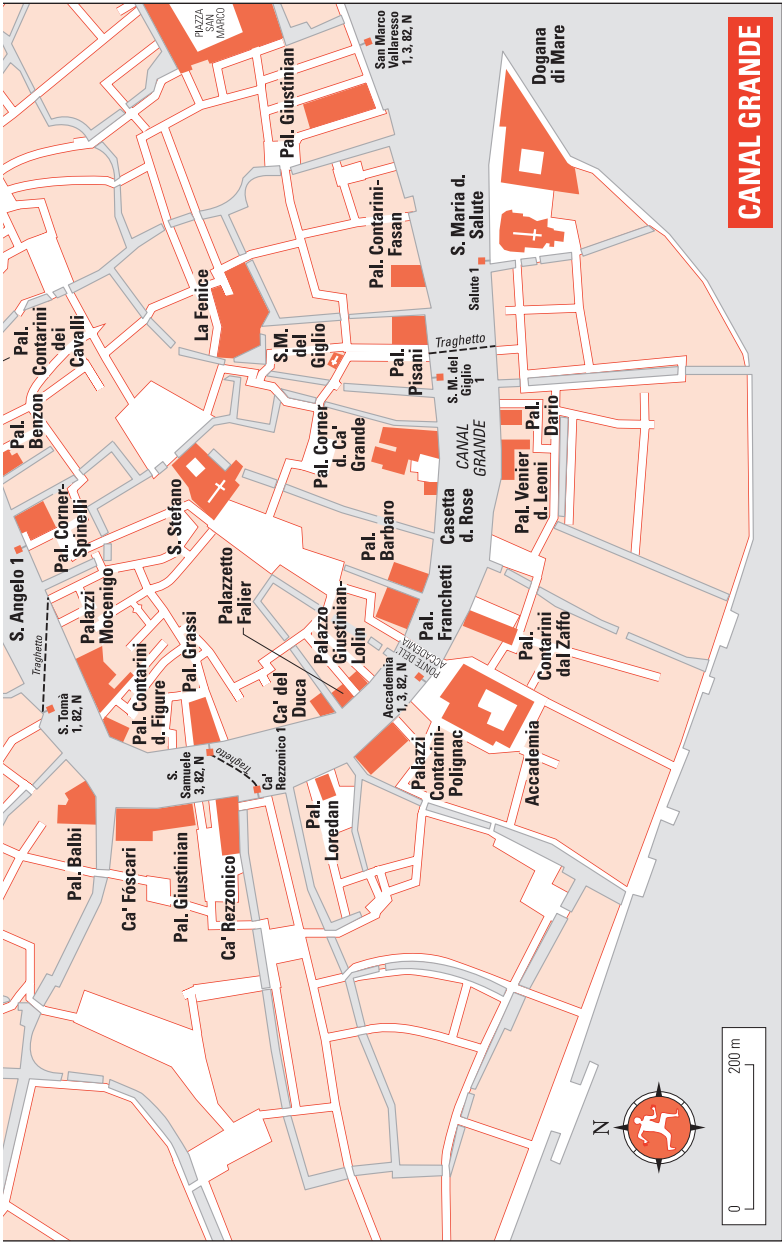 CANAL GRANDE
PIAZZA
SAN
MARCO
San Marco
Vallaresso
1, 3, 82, N
Dogana
di Mare
Pal. Giustinian
S. Maria d.
Salute
Salute 1
Pal. Contarini-
Fasan
La Fenice
S.M.
del
Giglio
Pal.
Pisani
Traghetto
S. M. del
Giglio
1
Pal.
Contarini
dei
Cavalli
Pal.
Benzon
Pal. Corner-
Spinelli
S. Angelo 1
S. Stefano
Pal. Corner
d. Ca'
Grande
CANAL
GRANDE
Pal.
Dario
Pal. Venier
d. Leoni
Casetta
d. Rose
Pal.
Barbaro
Pal.
Franchetti
Pal.
Contarini
dal Zaffo
PONTE DELL'
ACCADEMIA
Accademia
1, 3, 82, N
Palazzetto
Falier
Palazzo
Giustinian-
Lolin
Ca' del
Duca
Palazzi
Mocenigo
Pal. Contarini
d. Figure
Pal. Grassi
Traghetto
S. Tomà
1, 82, N
S.
Samuele
3, 82, N
Traghetto
Ca'
Rezzonico 1
Palazzi
Contarini-
Polignac
Accademia
Pal.
Loredan
Pal. Balbi
Ca' Fóscari
Pal. Giustinian
Ca' Rezzonico
N
0
200 m